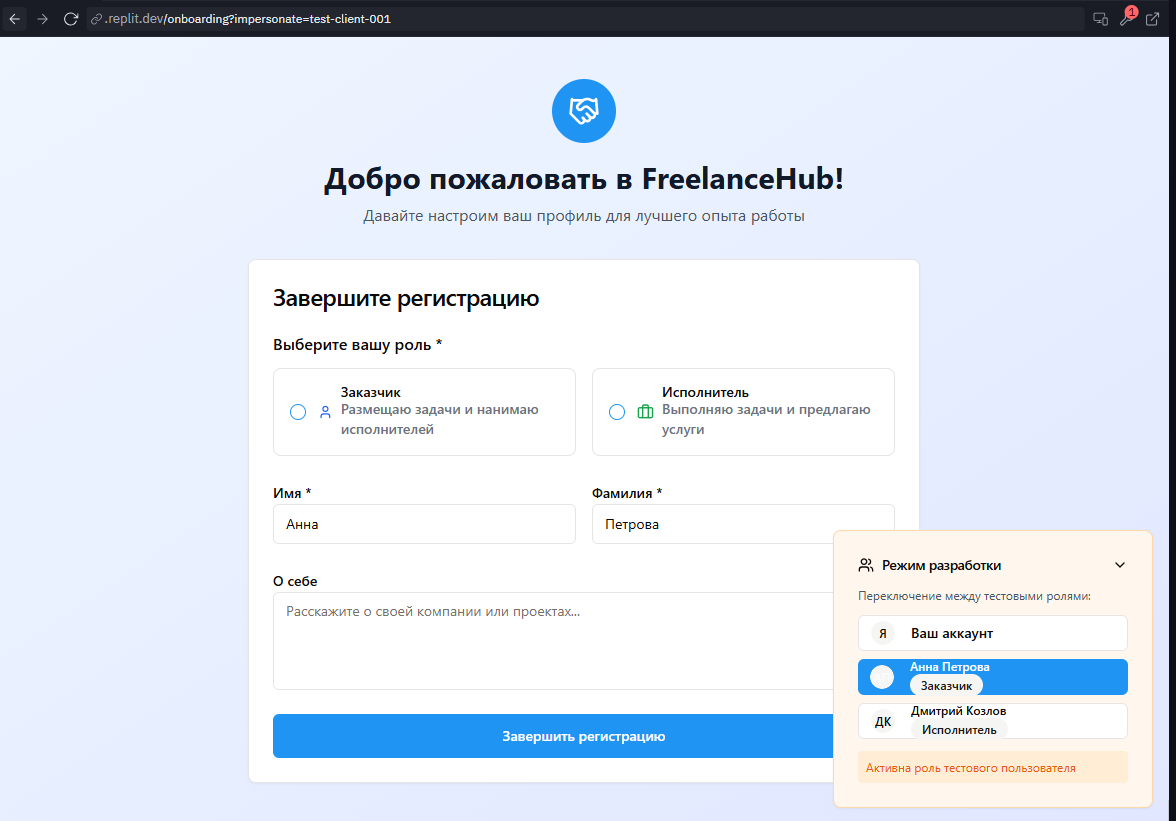 .replit.dev/onboarding?impersonate=test-client-001
1
Добро пожаловать в FreelanceHub!
Давайте настроим ваш профиль для лучшего опыта работы
Завершите регистрацию
Выберите вашу роль *
Заказчик
Размещаю задачи и нанимаю
исполнителей
Исполнитель
Выполняю задачи и предлагаю
услуги
Имя *
Анна
Фамилия *
Петрова
О себе
Расскажите о своей компании или проектах...
Завершить регистрацию
Режим разработки
Переключение между тестовыми ролями:
Я
Ваш аккаунт
Анна Петрова
Заказчик
ДК
Дмитрий Козлов
Исполнитель
Активна роль тестового пользователя